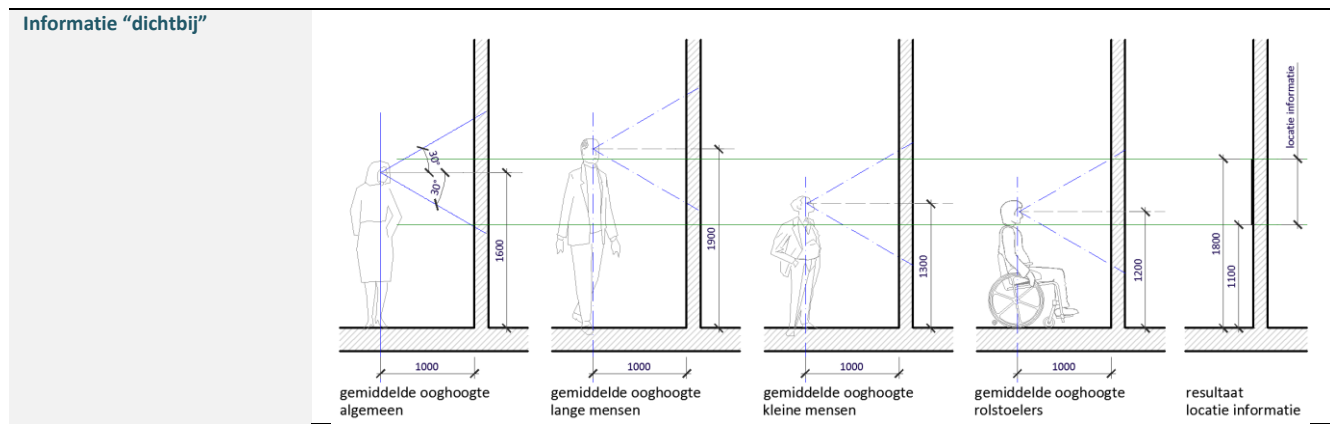 Informatie “dichtbij”
30°
30°
1600
1000
gemiddelde ooghoogte
algemeen
1900
1000
gemiddelde ooghoogte
lange mensen
1300
1000
gemiddelde ooghoogte
kleine mensen
1200
1000
gemiddelde ooghoogte
rolstoelers
locatie informatie
1800
1100
resultaat
locatie informatie